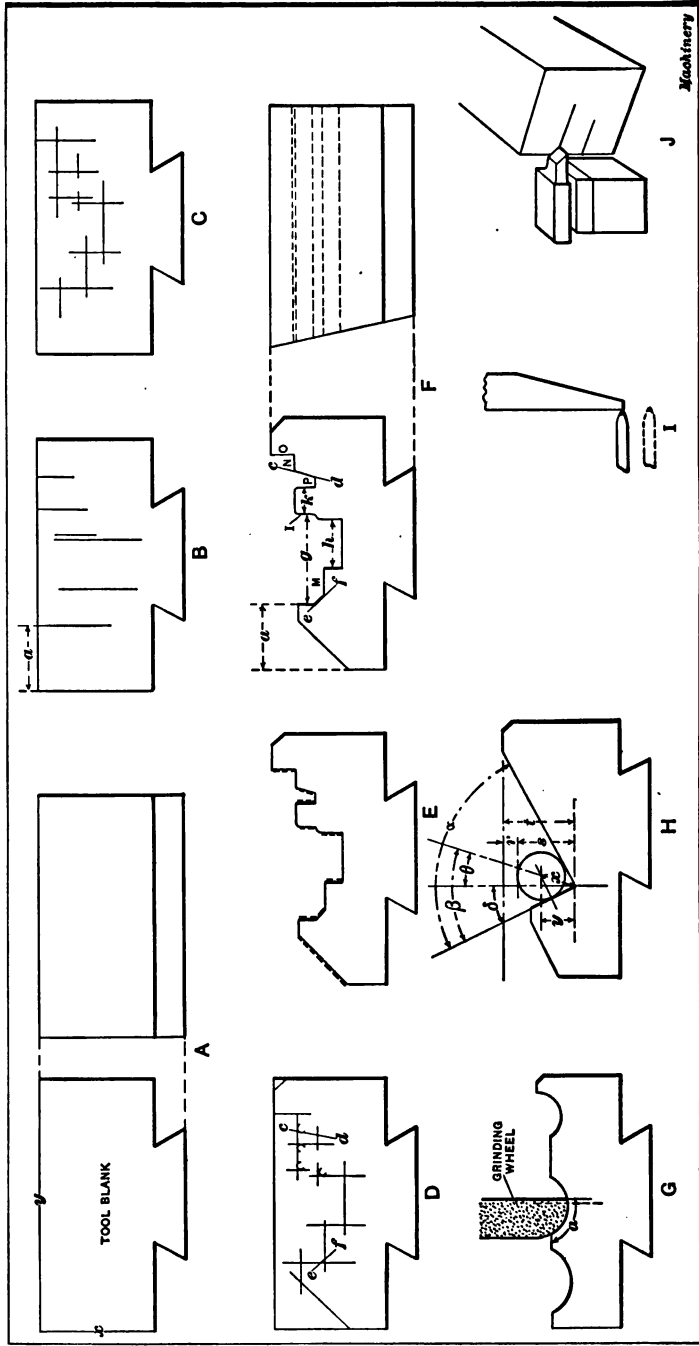 y
a
x
TOOL BLANK
A
B
C
c
d
e
f
D
E
a
c
N
O
I
k
P
d
g
M
h
e
f
F
GRINDING
WHEEL
a
G
α
β
θ
δ
r
s
t
x
y
H
I
J
Machinery